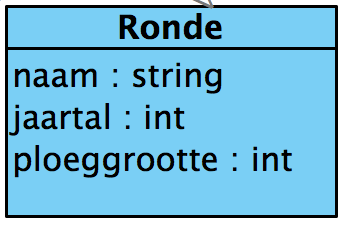 Ronde
naam : string
jaartal : int
ploeggrootte : int